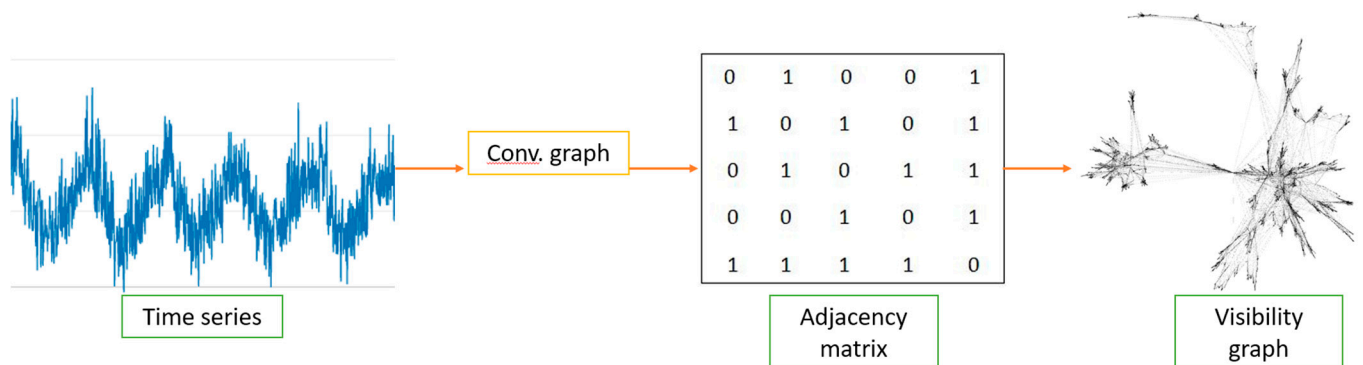 Time series
Conv. graph
0 1 0 0 1
1 0 1 0 1
0 1 0 1 1
0 0 1 0 1
1 1 1 1 0
Adjacency
matrix
Visibility
graph